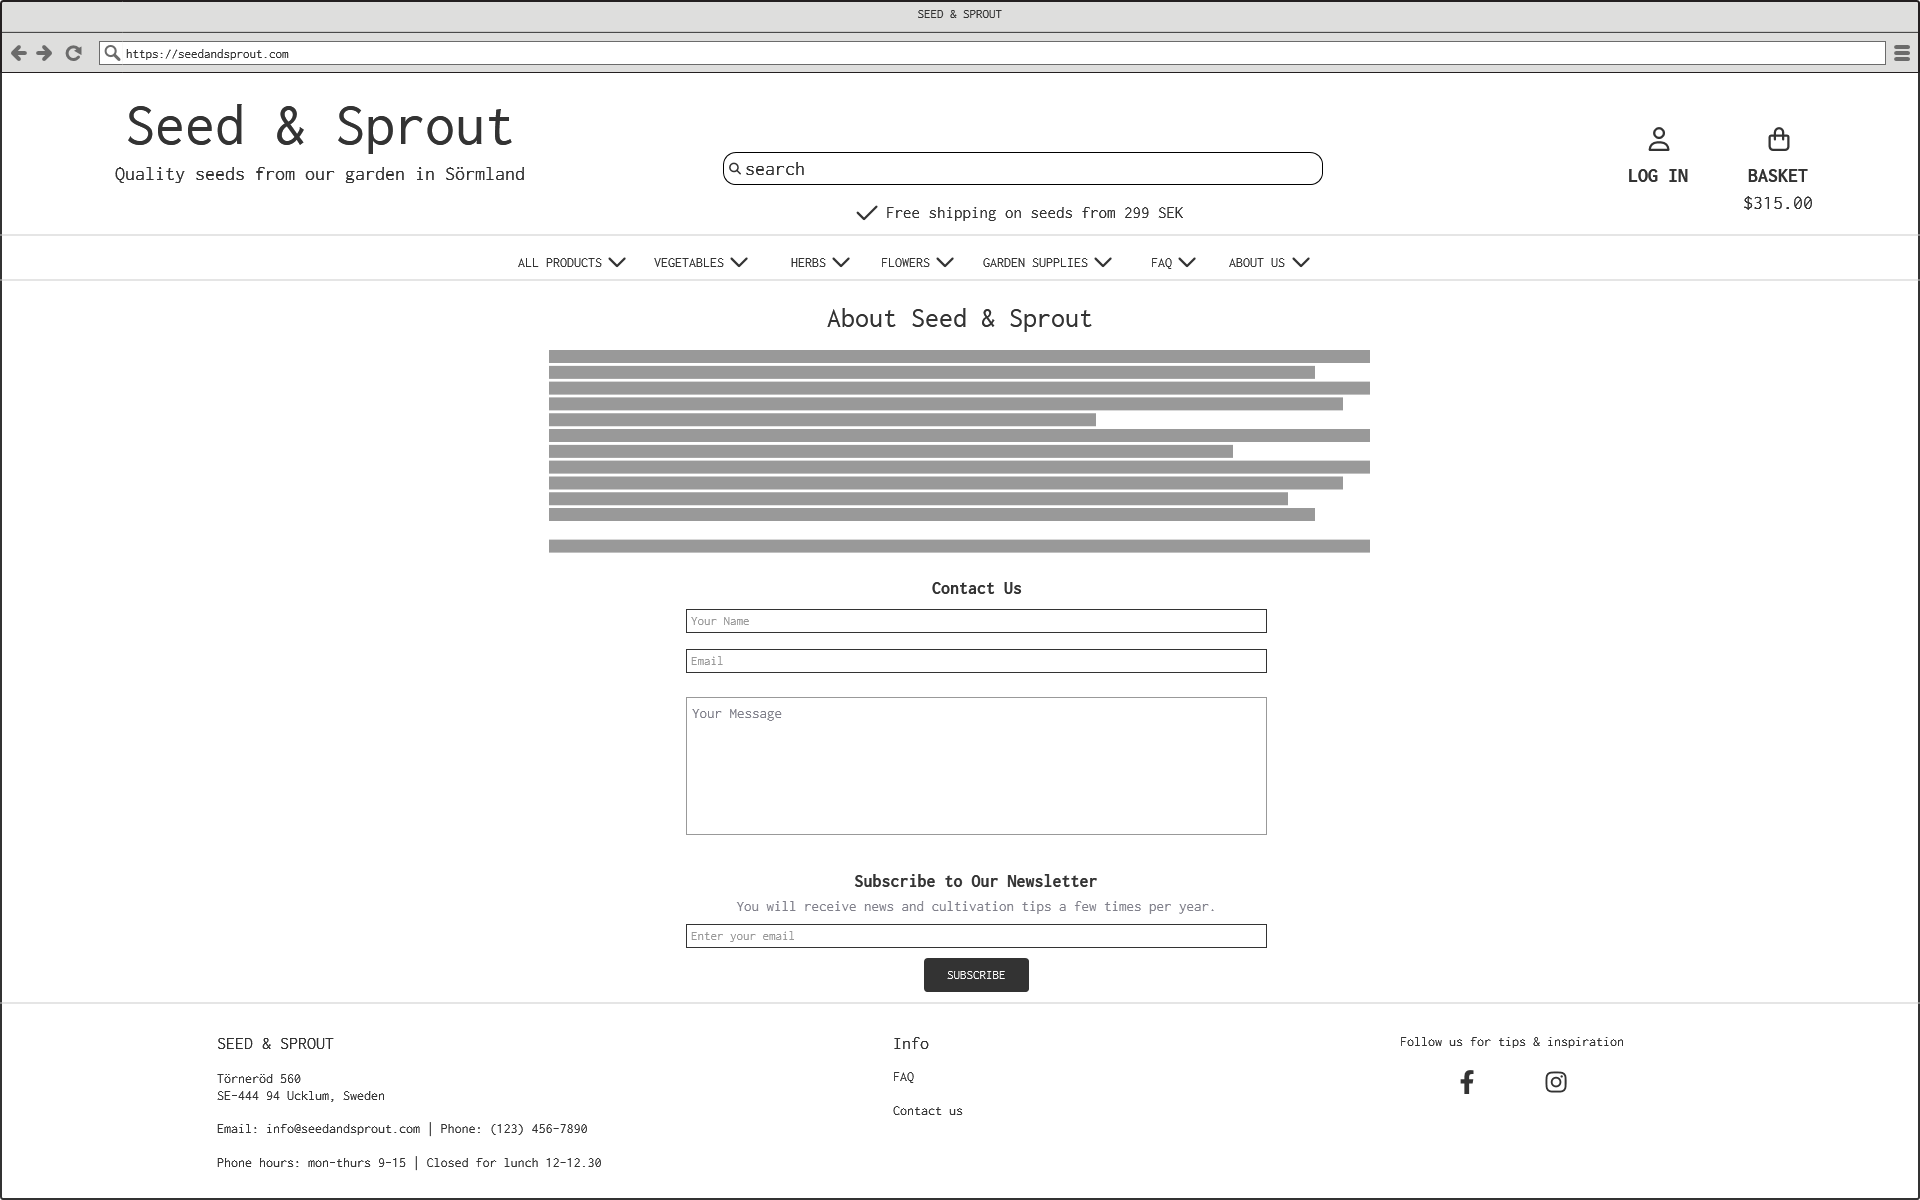 SEED & SPROUT
https://seedandsprout.com
Seed & Sprout
Quality seeds from our garden in Sörmland
search
Free shipping on seeds from 299 SEK
LOG IN
BASKET
$315.00
ALL PRODUCTS
VEGETABLES
HERBS
FLOWERS
GARDEN SUPPLIES
FAQ
ABOUT US
About Seed & Sprout
Contact Us
Your Name
Email
Your Message
Subscribe to Our Newsletter
You will receive news and cultivation tips a few times per year.
Enter your email
SUBSCRIBE
SEED & SPROUT
Törneröd 560
SE-444 94 Ucklum, Sweden
Email: info@seedandsprout.com | Phone: (123) 456-7890
Phone hours: mon-thurs 9-15 | Closed for lunch 12-12.30
Info
FAQ
Contact us
Follow us for tips & inspiration